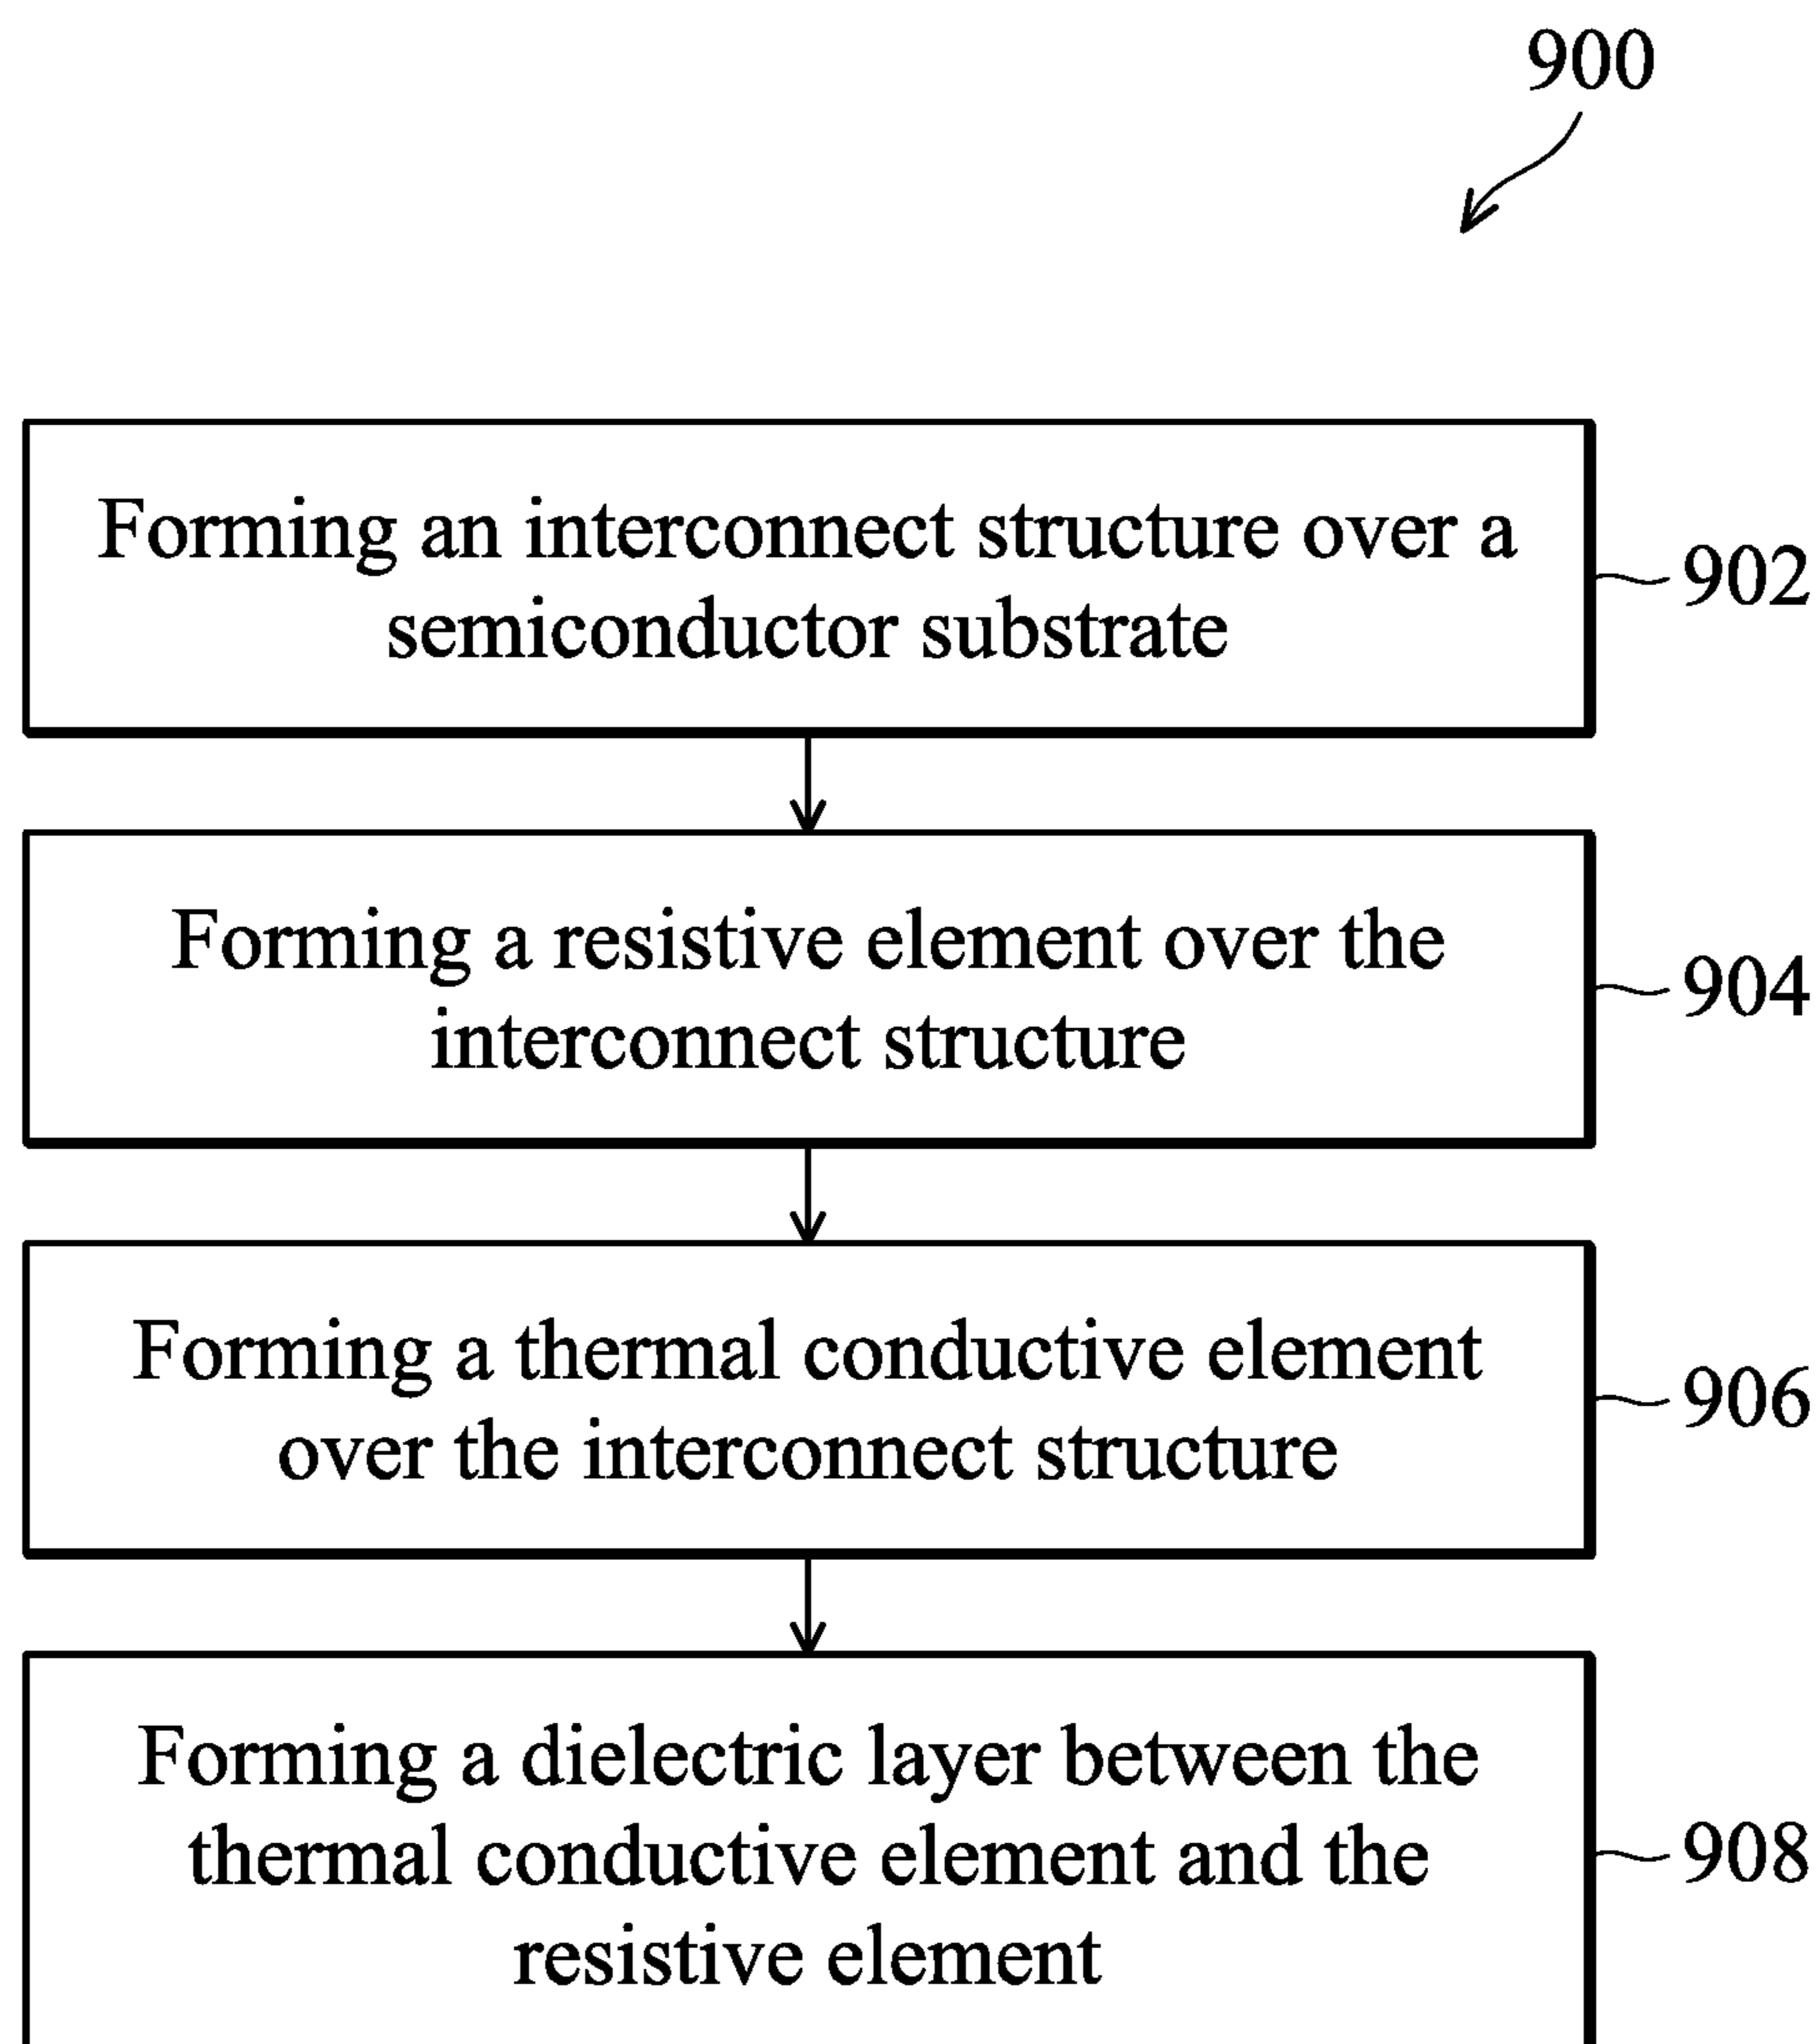 900
Forming an interconnect structure over a
semiconductor substrate
902
Forming a resistive element over the
interconnect structure
904
Forming a thermal conductive element
over the interconnect structure
906
Forming a dielectric layer between the
thermal conductive element and the
resistive element
908